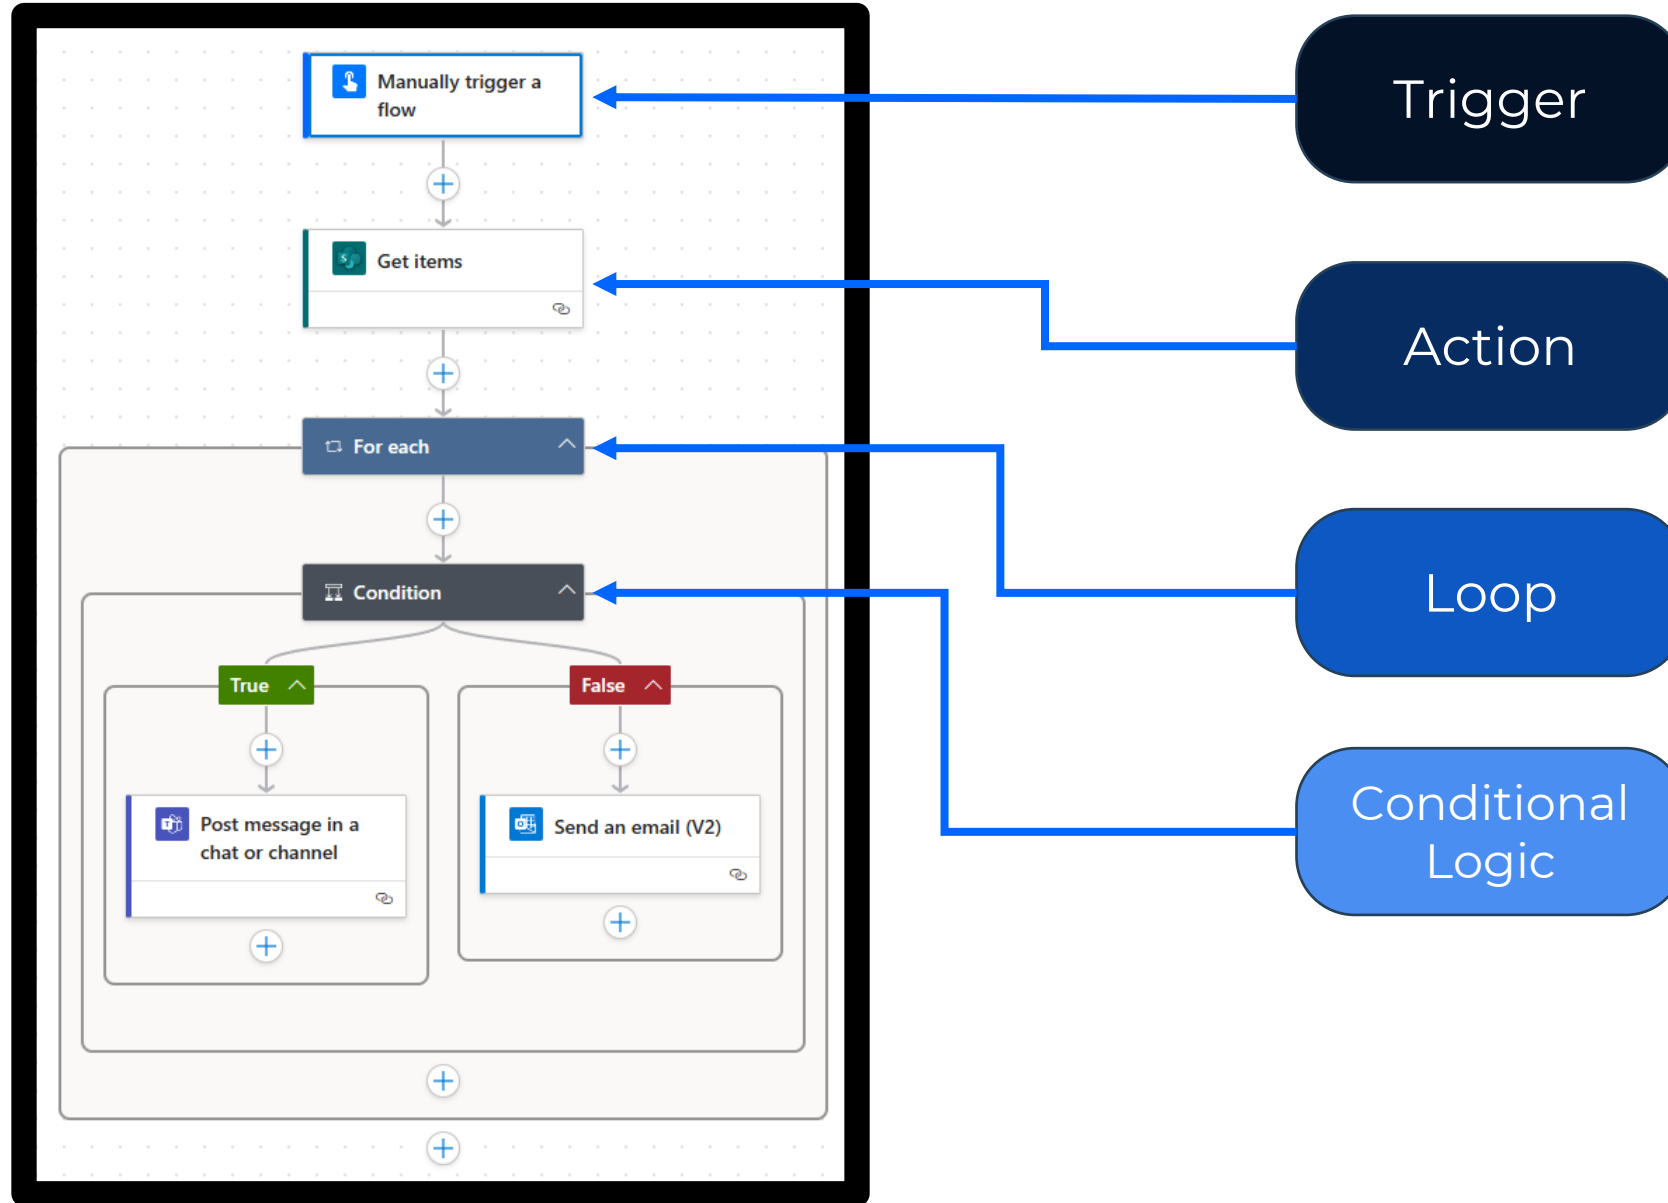 Manually trigger a
flow
Trigger
Get items
Action
For each
Loop
Condition
True
False
Post message in a
chat or channel
Send an email (V2)
Conditional
Logic